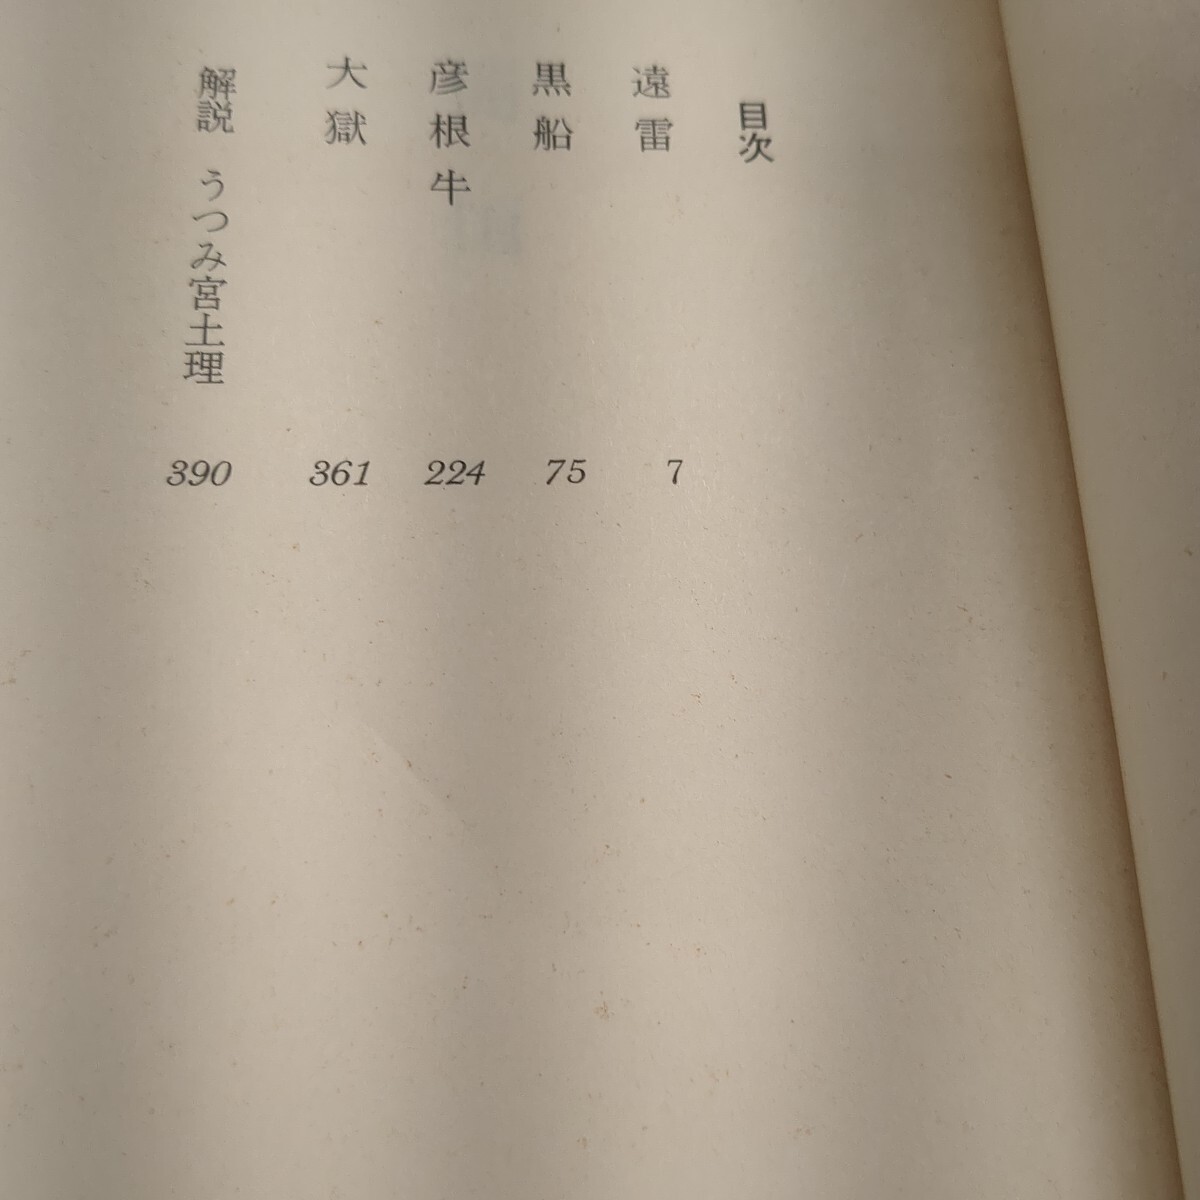 目次
遠雷 7
黒船 75
彦根牛 224
大獄 361
解説 うつみ宮土理 390